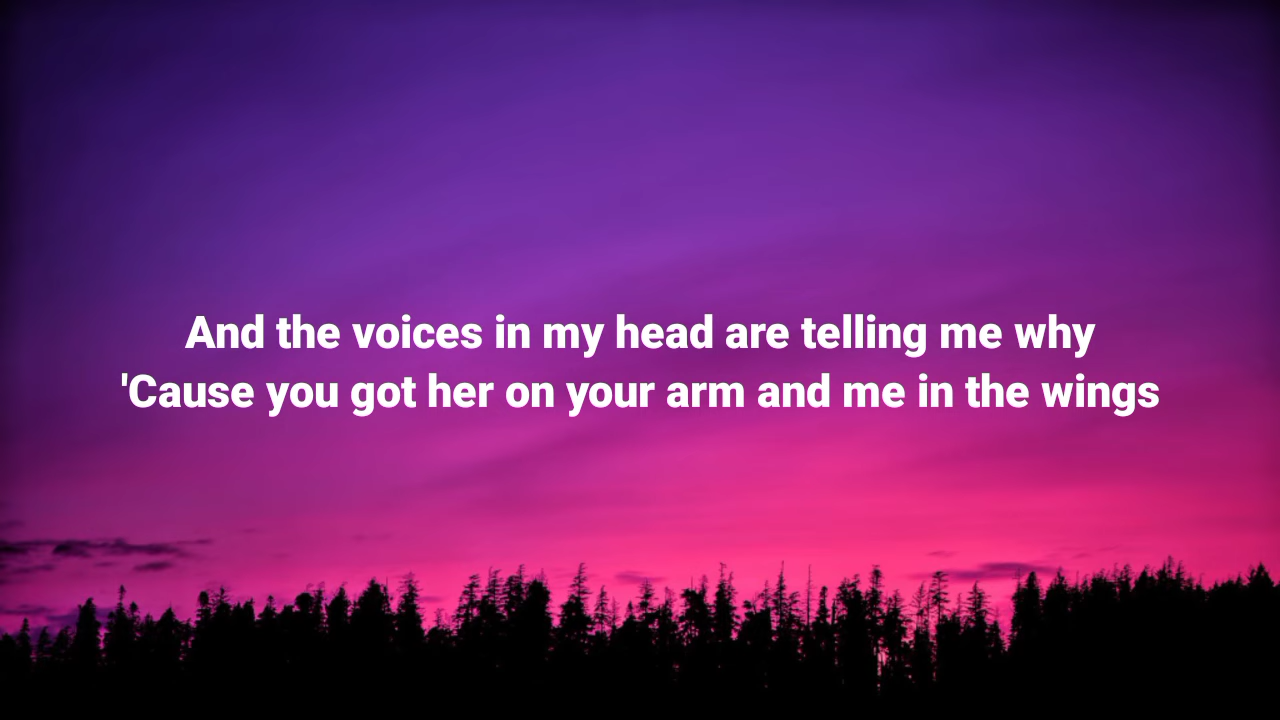 And the voices in my head are telling me why
'Cause you got her on your arm and me in the wings